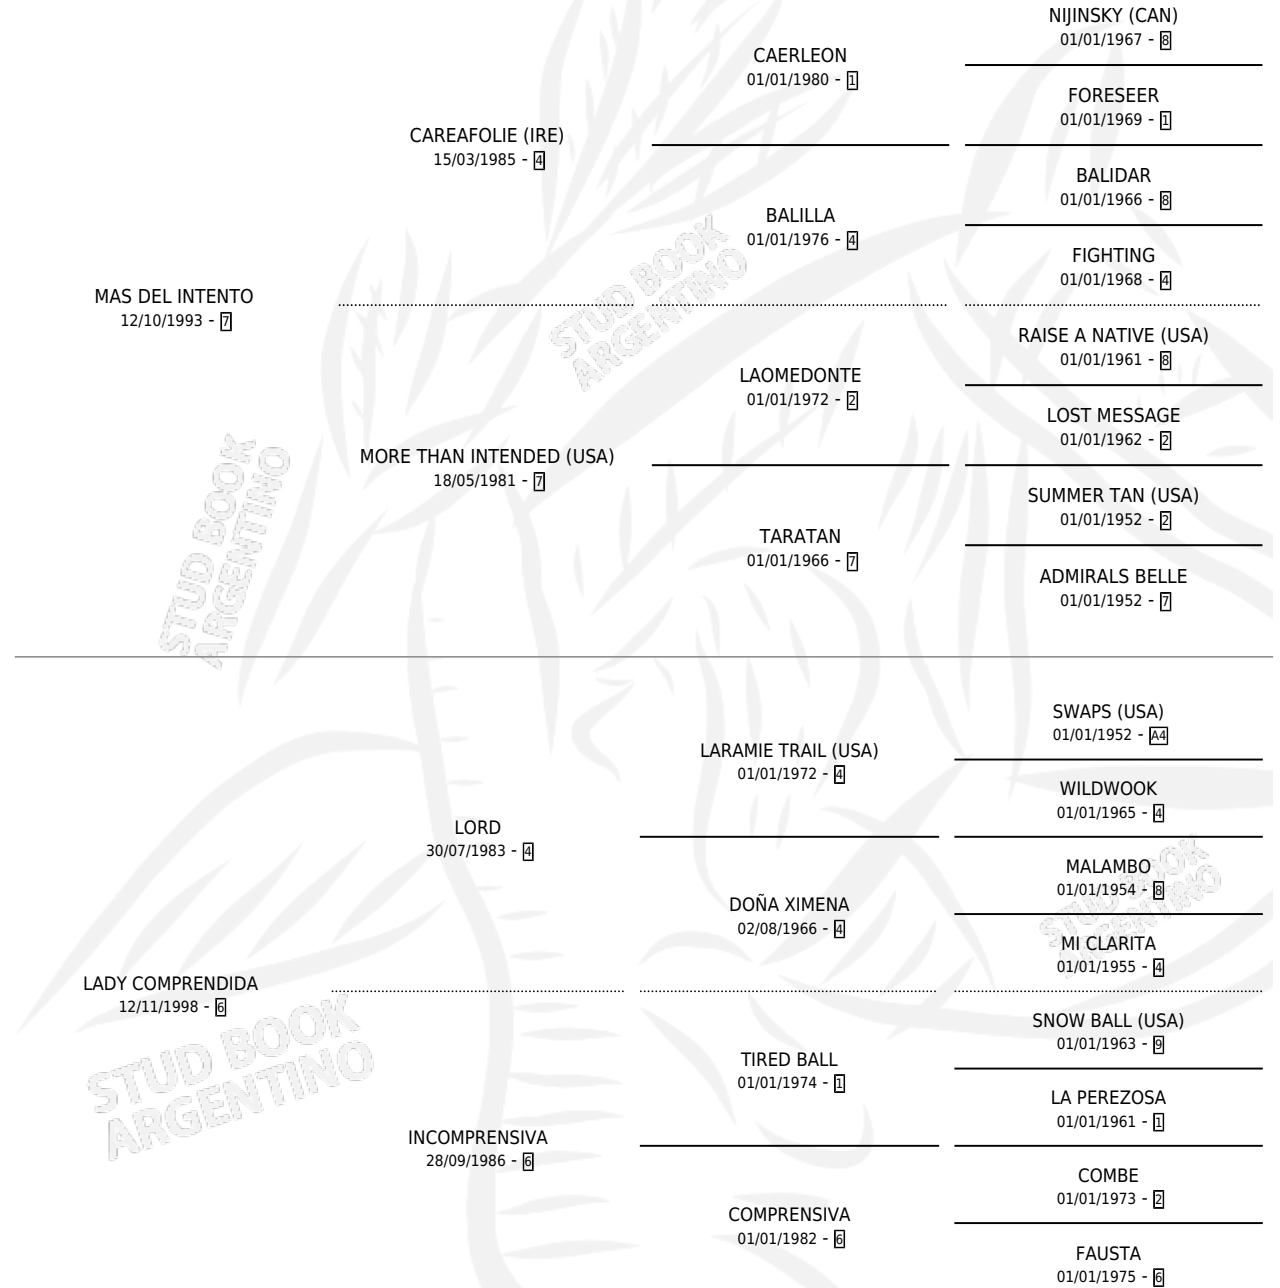 NIJINSKY (CAN)
01/01/1967 - 8
CAERLEON
01/01/1980 - 1
FORESEER
01/01/1969 - 1
CAREAFOLIE (IRE)
15/03/1985 - 4
BALIDAR
01/01/1966 - 8
BALILLA
01/01/1976 - 4
FIGHTING
01/01/1968 - 4
MAS DEL INTENTO
12/10/1993 - 7
RAISE A NATIVE (USA)
01/01/1961 - 8
LAOMEDONTE
01/01/1972 - 2
LOST MESSAGE
01/01/1962 - 2
MORE THAN INTENDED (USA)
18/05/1981 - 7
SUMMER TAN (USA)
01/01/1952 - 2
TARATAN
01/01/1966 - 7
ADMIRALS BELLE
01/01/1952 - 7
SWAPS (USA)
01/01/1952 - A4
LARAMIE TRAIL (USA)
01/01/1972 - 4
WILDWOOK
01/01/1965 - 4
LORD
30/07/1983 - 4
MALAMBO
01/01/1954 - 8
DOÑA XIMENA
02/08/1966 - 4
MI CLARITA
01/01/1955 - 4
LADY COMPRENDIDA
12/11/1998 - 6
SNOW BALL (USA)
01/01/1963 - 9
TIRED BALL
01/01/1974 - 1
LA PEREZOSA
01/01/1961 - 1
INCOMPRENSIVA
28/09/1986 - 6
COMBE
01/01/1973 - 2
COMPRENSIVA
01/01/1982 - 6
FAUSTA
01/01/1975 - 6
STUD BOOK
ARGENTINO
STUD BOOK
ARGENTINO
STUD BOOK
ARGENTINO
STUD BOOK
ARGENTINO